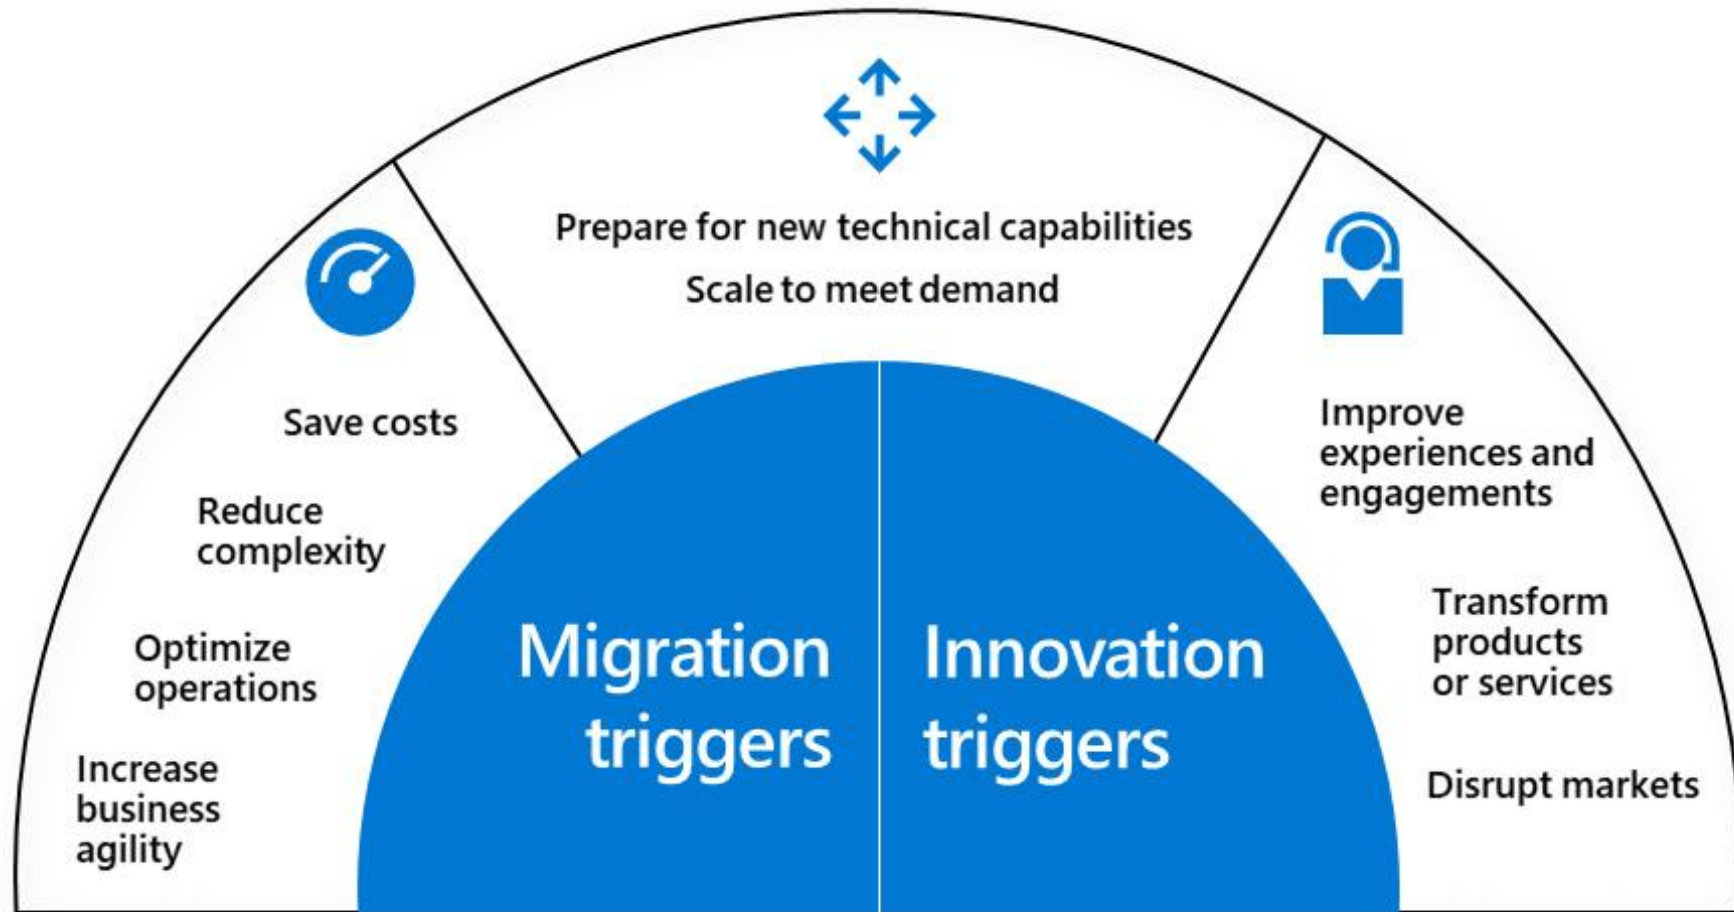 Prepare for new technical capabilities
Scale to meet demand
Save costs
Reduce
complexity
Optimize
operations
Increase
business
agility
Migration
triggers
Innovation
triggers
Improve
experiences and
engagements
Transform
products
or services
Disrupt markets